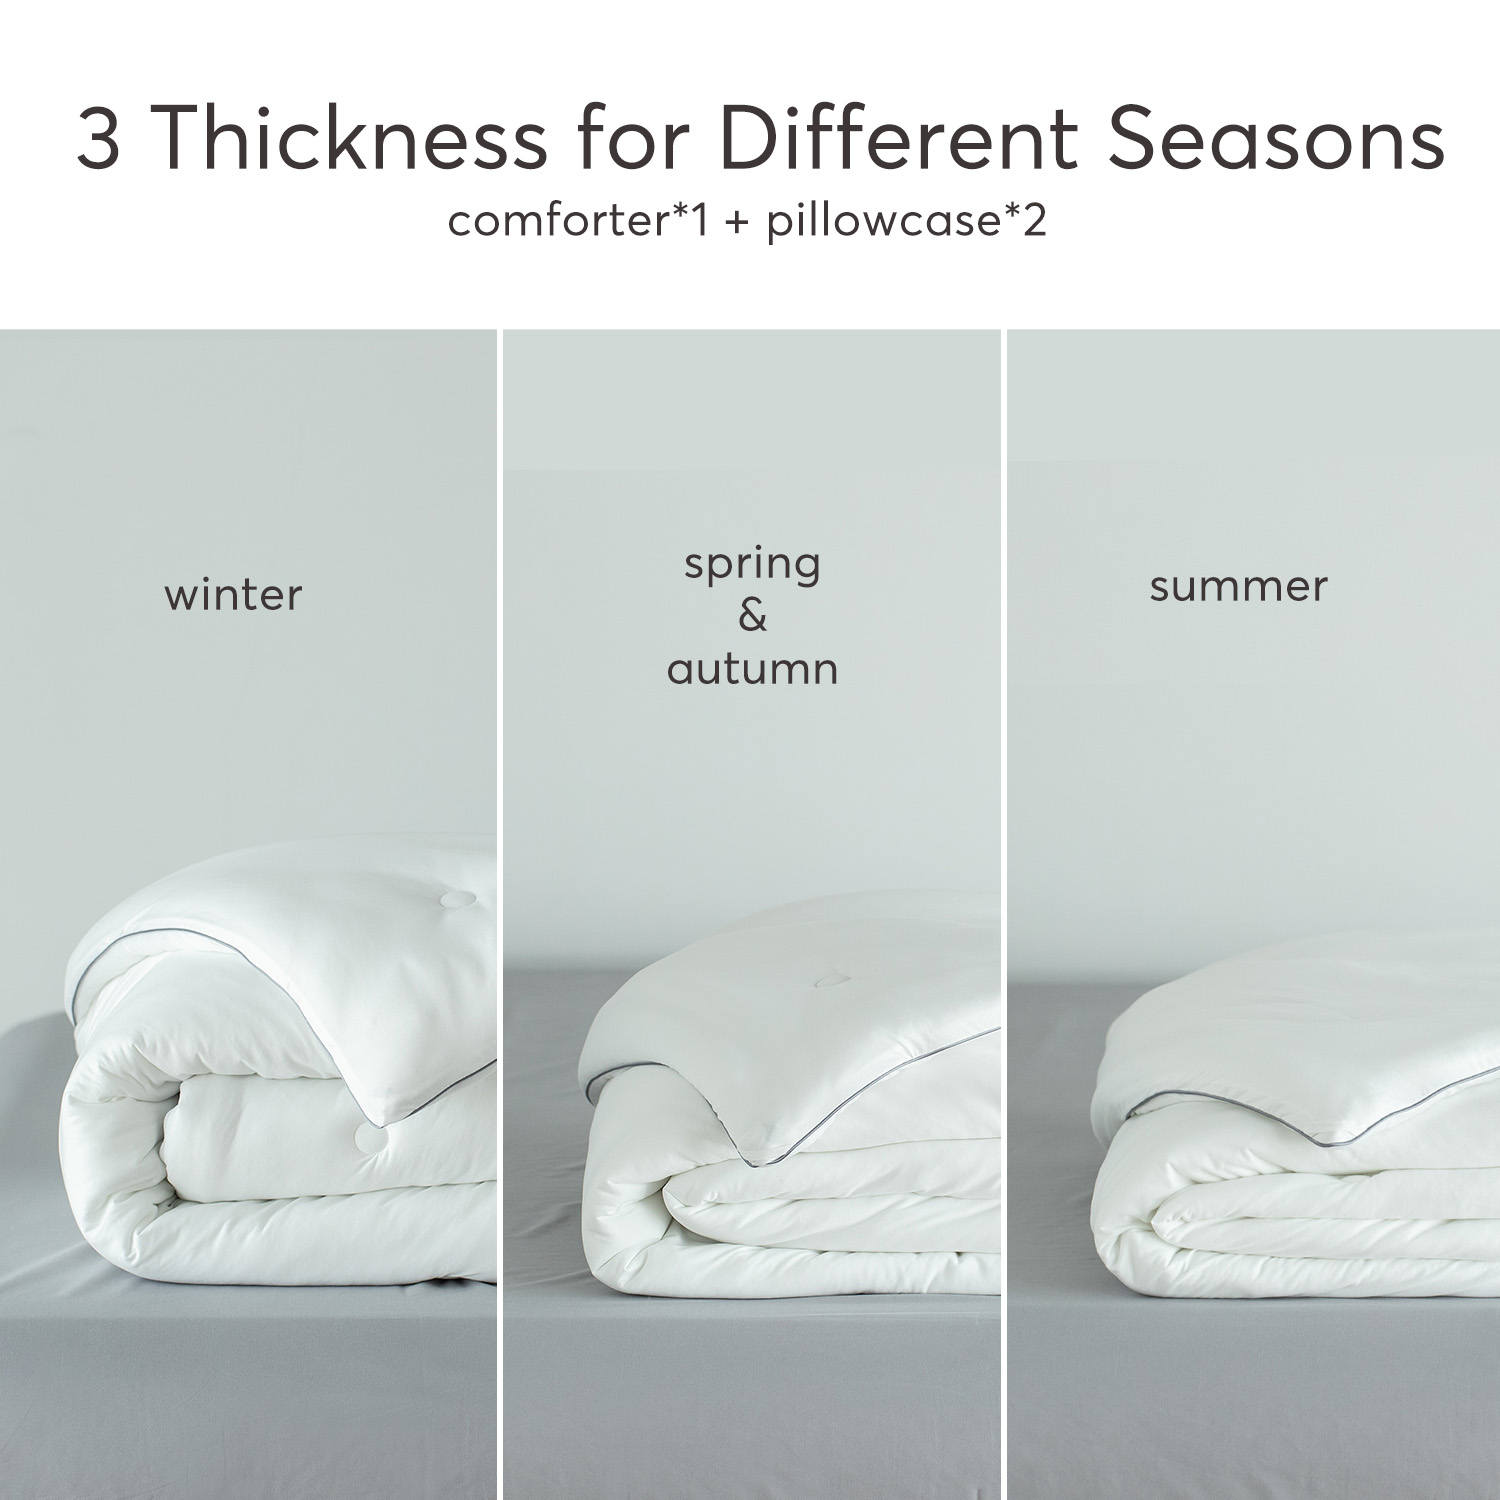 3 Thickness for Different Seasons
comforter*1 + pillowcase*2
winter
spring
&
autumn
summer